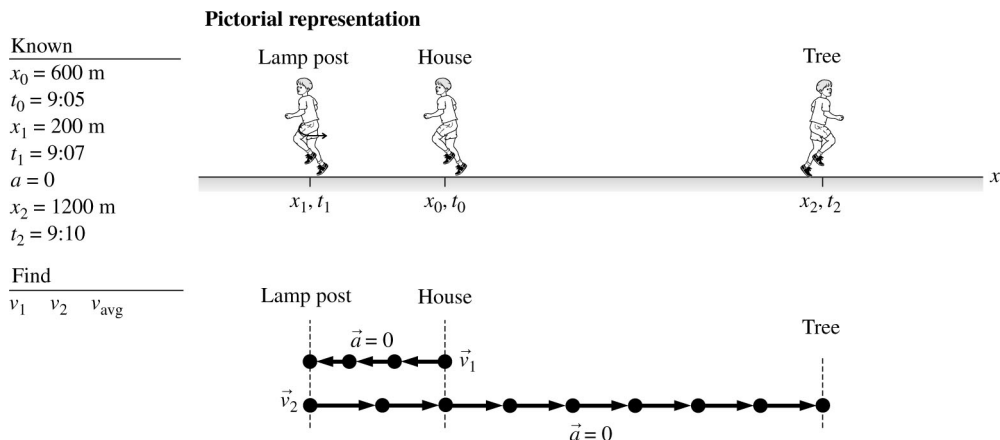 Pictorial representation
Known
x₀ = 600 m
t₀ = 9:05
x₁ = 200 m
t₁ = 9:07
a = 0
x₂ = 1200 m
t₂ = 9:10
Find
v₁ v₂ v_avg
Lamp post House Tree
x
x₁, t₁ x₀, t₀ x₂, t₂
Lamp post House
Tree
a⃗ = 0
v⃗₁
v⃗₂
a⃗ = 0